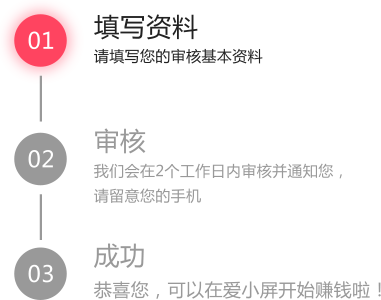 01
填写资料
请填写您的审核基本资料
02
审核
我们会在2个工作日内审核并通知您，
请留意您的手机
03
成功
恭喜您，可以在爱小屏开始赚钱啦！